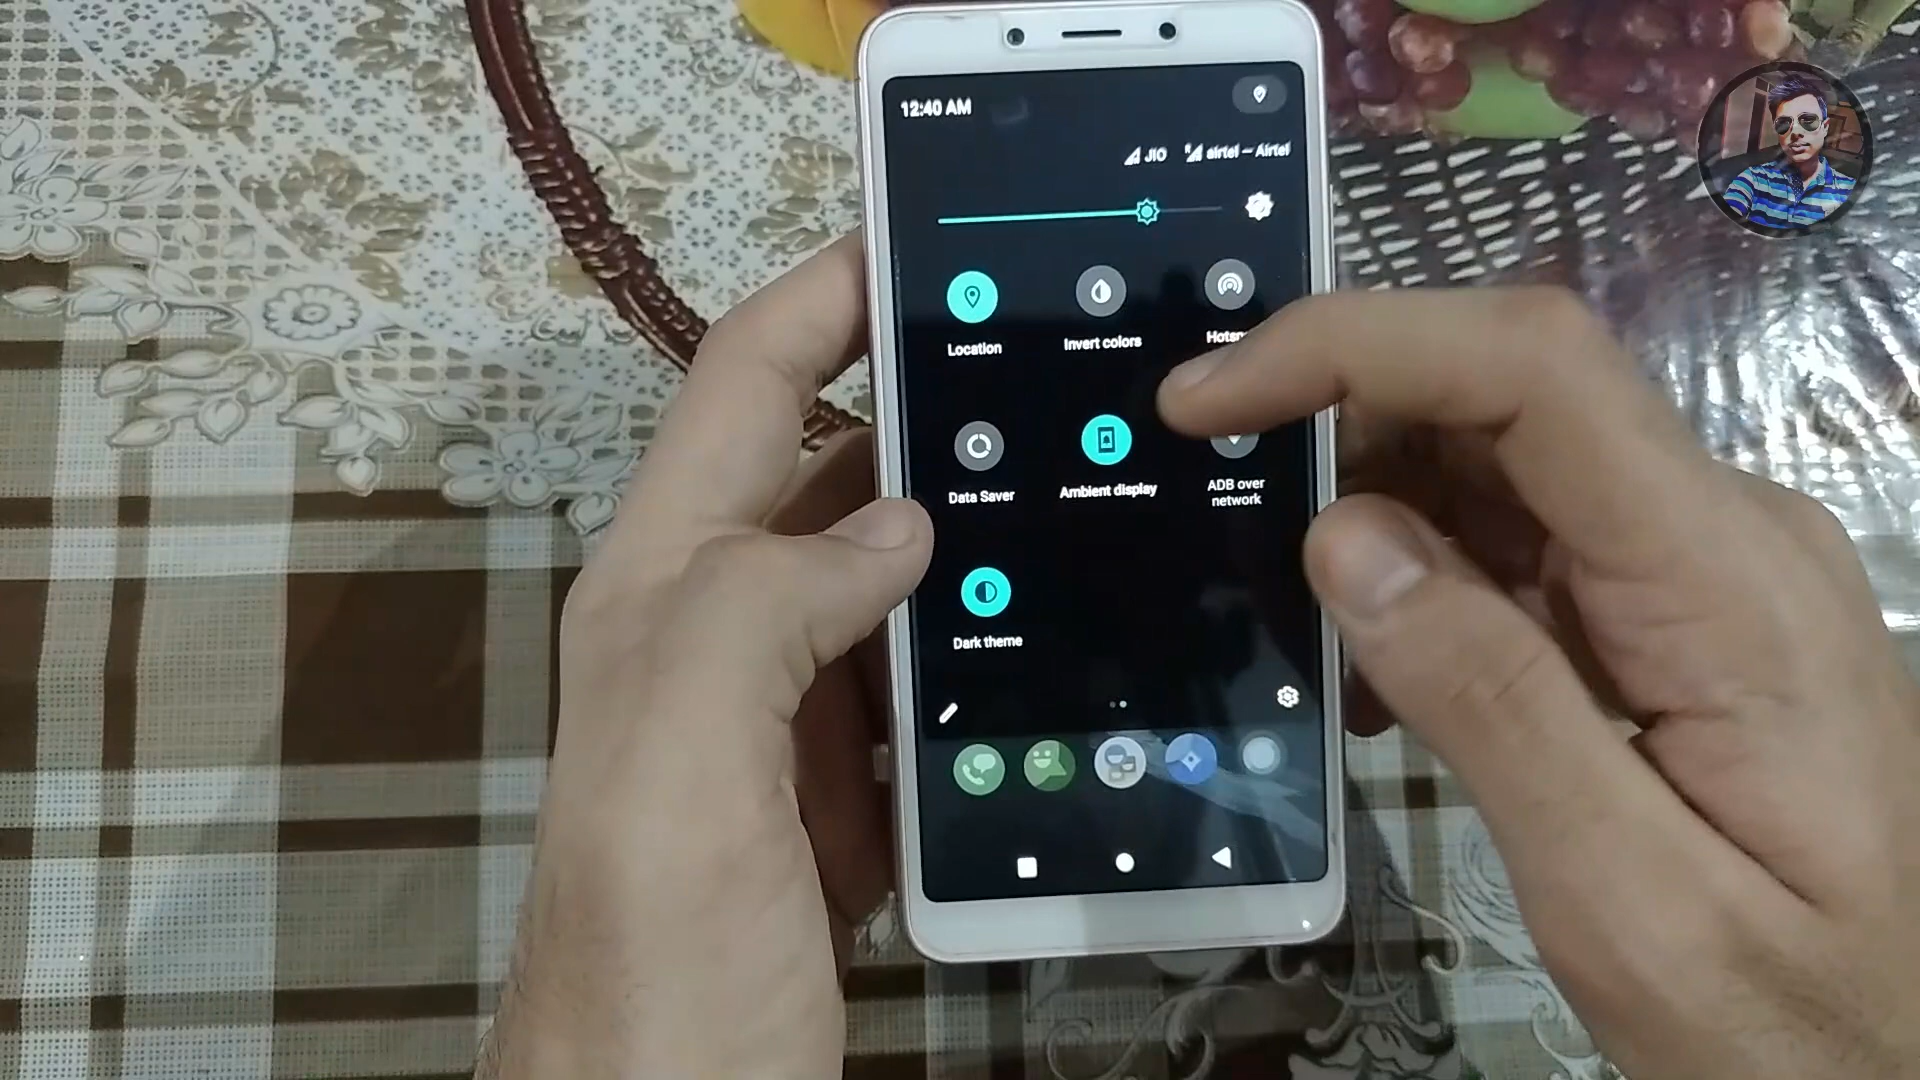 12:40 AM
JIO R airtel — Airtel
Location
Invert colors
Data Saver
Ambient display
ADB over
network
Dark theme